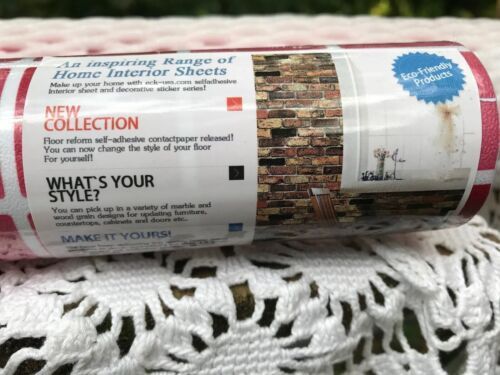 An inspiring Range of
Home Interior Sheets
Make up your home with eck-usa.com selfadhesive
Interior sheet and decorative sticker series!
NEW
COLLECTION
Floor reform self-adhesive contactpaper released!
You can now change the style of your floor
For yourself!
WHAT'S YOUR
STYLE?
You can pick up in a variety of marble and
wood grain designs for updating furniture,
countertops, cabinets and doors etc..
MAKE IT YOURS!
Eco-Friendly
Products